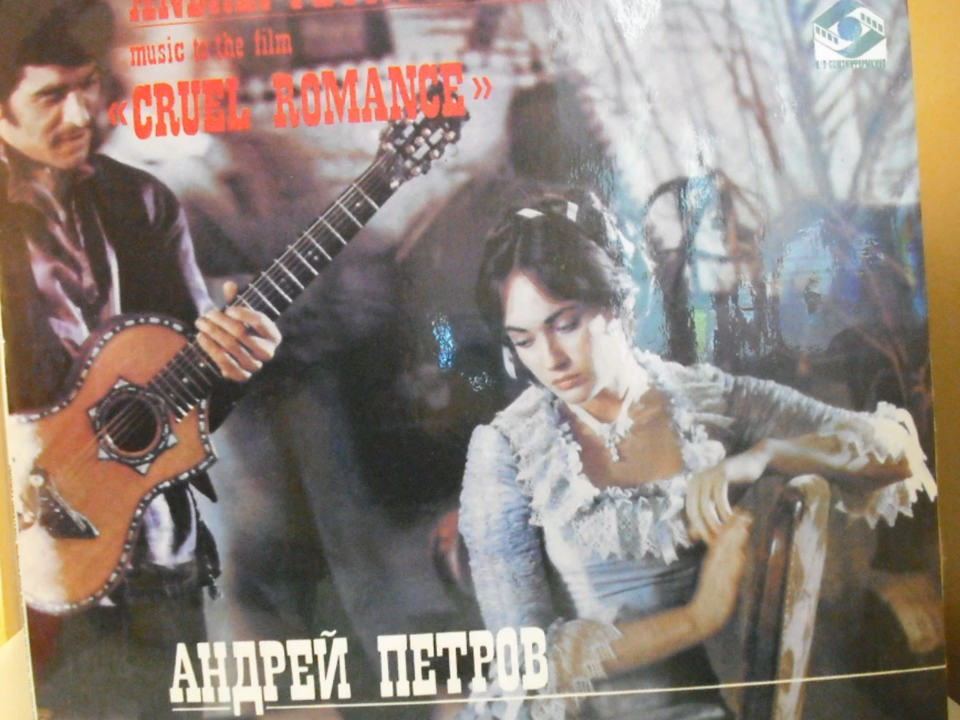 music to the film
«CRUEL ROMANCE»
АНДРЕЙ ПЕТРОВ